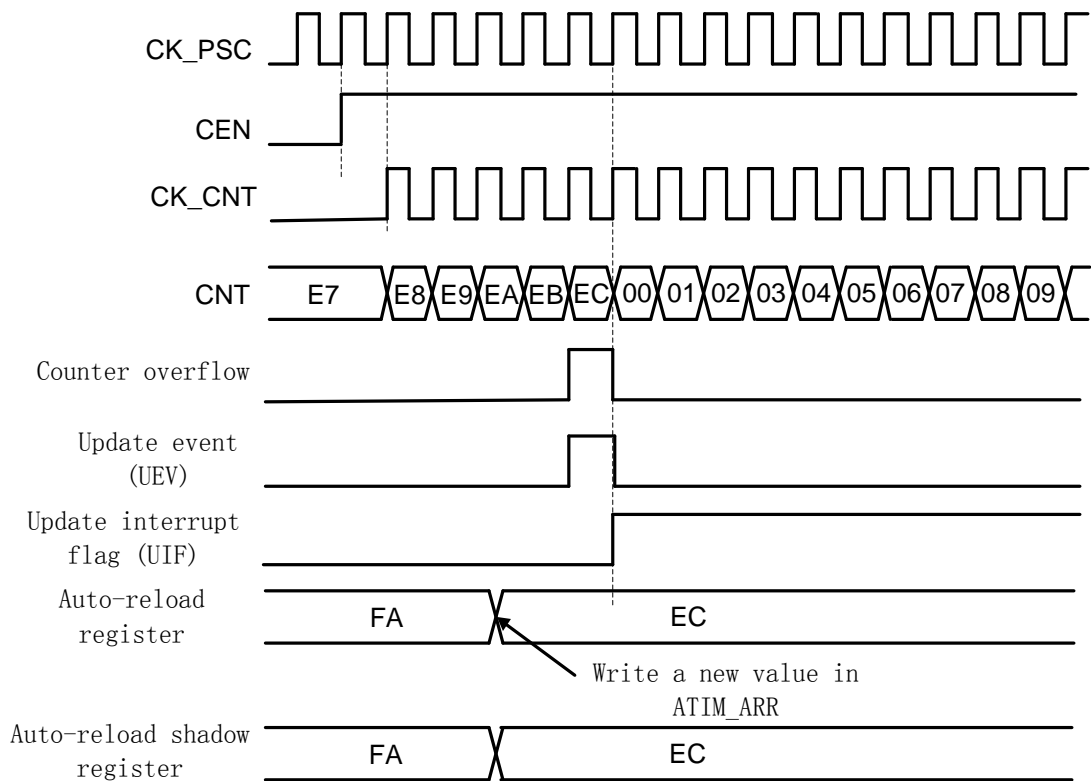 CK_PSC
CEN
CK_CNT
CNT E7 E8 E9 EA EB EC 00 01 02 03 04 05 06 07 08 09
Counter overflow
Update event
(UEV)
Update interrupt
flag (UIF)
Auto-reload
register
FA EC
Write a new value in
ATIM_ARR
Auto-reload shadow
register
FA EC